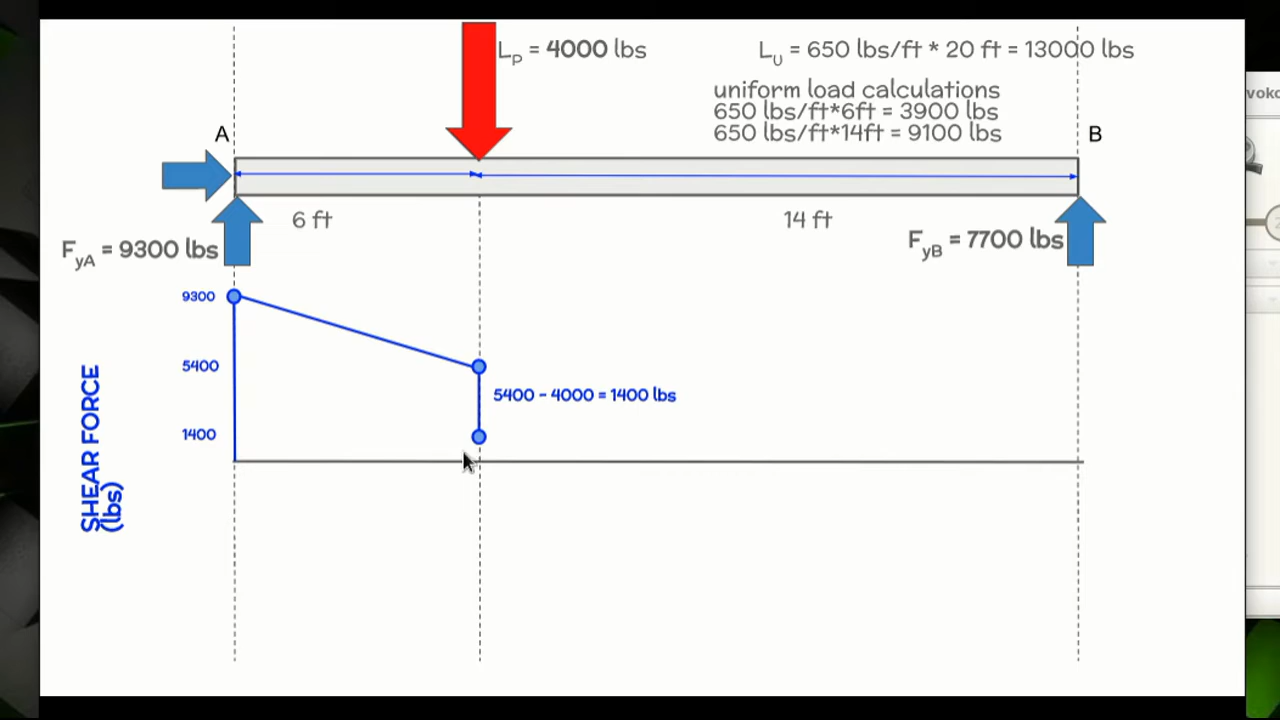 L_P = 4000 lbs
L_U = 650 lbs/ft * 20 ft = 13000 lbs
uniform load calculations
650 lbs/ft*6ft = 3900 lbs
650 lbs/ft*14ft = 9100 lbs
A
B
6 ft
14 ft
F_yA = 9300 lbs
F_yB = 7700 lbs
9300
5400
5400 - 4000 = 1400 lbs
1400
SHEAR FORCE
(lbs)